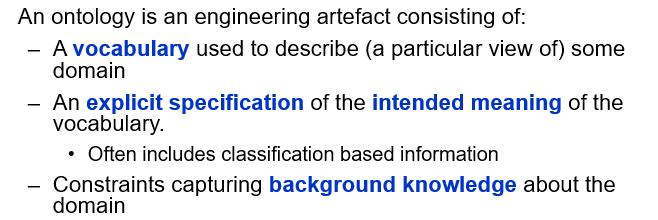 An ontology is an engineering artefact consisting of:
– A vocabulary used to describe (a particular view of) some
domain
– An explicit specification of the intended meaning of the
vocabulary.
• Often includes classification based information
– Constraints capturing background knowledge about the
domain